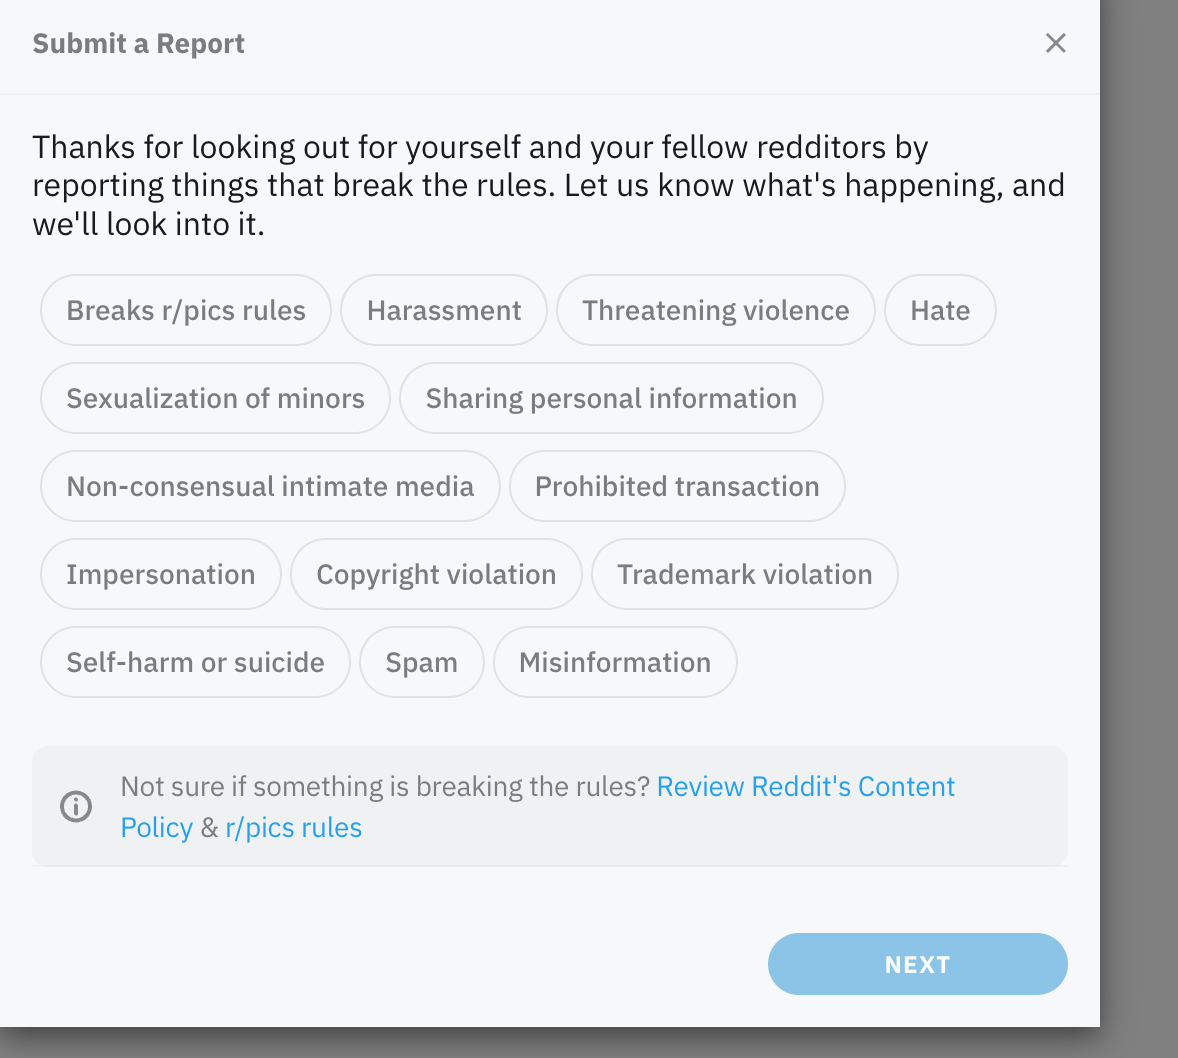 Submit a Report
Thanks for looking out for yourself and your fellow redditors by
reporting things that break the rules. Let us know what's happening, and
we'll look into it.
Breaks r/pics rules Harassment Threatening violence Hate
Sexualization of minors Sharing personal information
Non-consensual intimate media Prohibited transaction
Impersonation Copyright violation Trademark violation
Self-harm or suicide Spam Misinformation
Not sure if something is breaking the rules? Review Reddit's Content
Policy & r/pics rules
NEXT